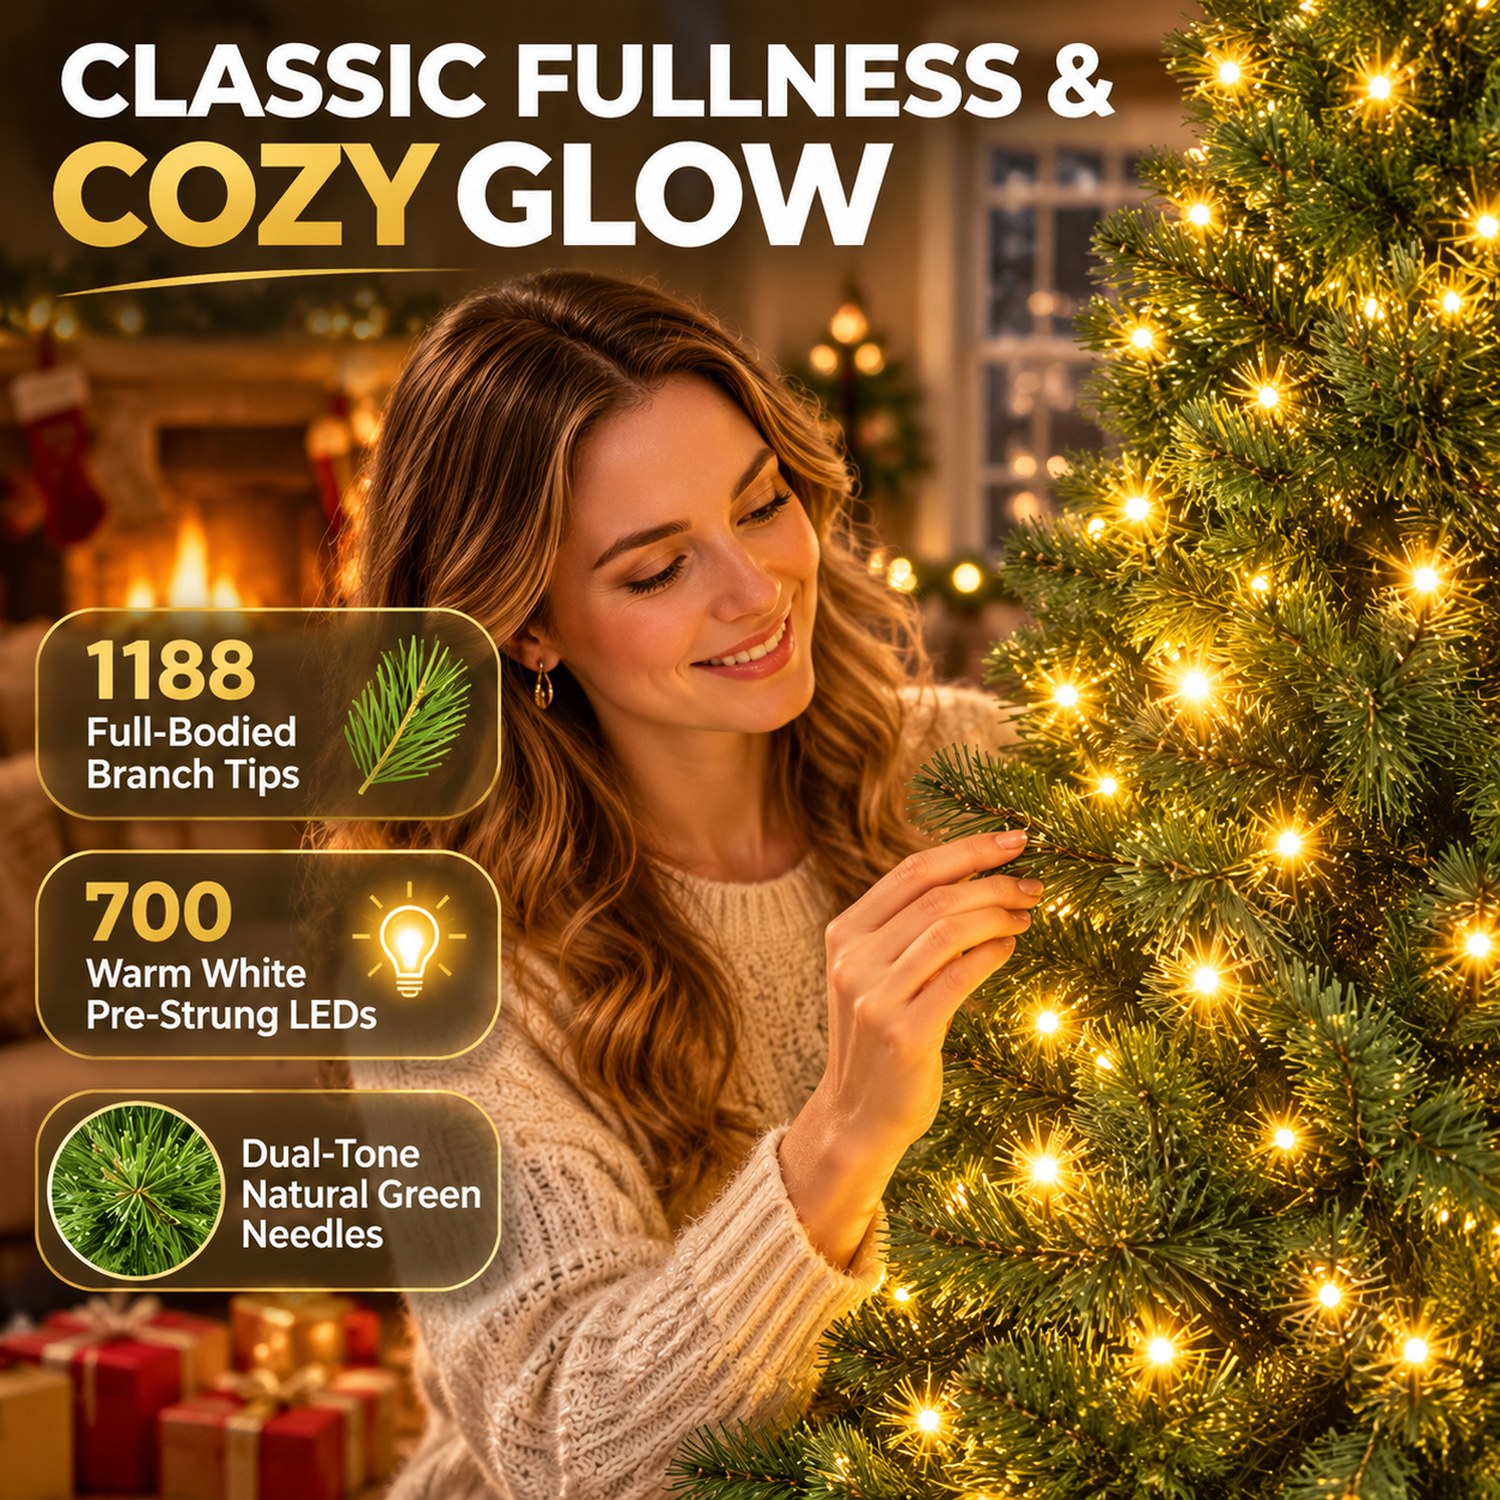 CLASSIC FULLNESS &
COZY GLOW
1188
Full-Bodied
Branch Tips
700
Warm White
Pre-Strung LEDs
Dual-Tone
Natural Green
Needles